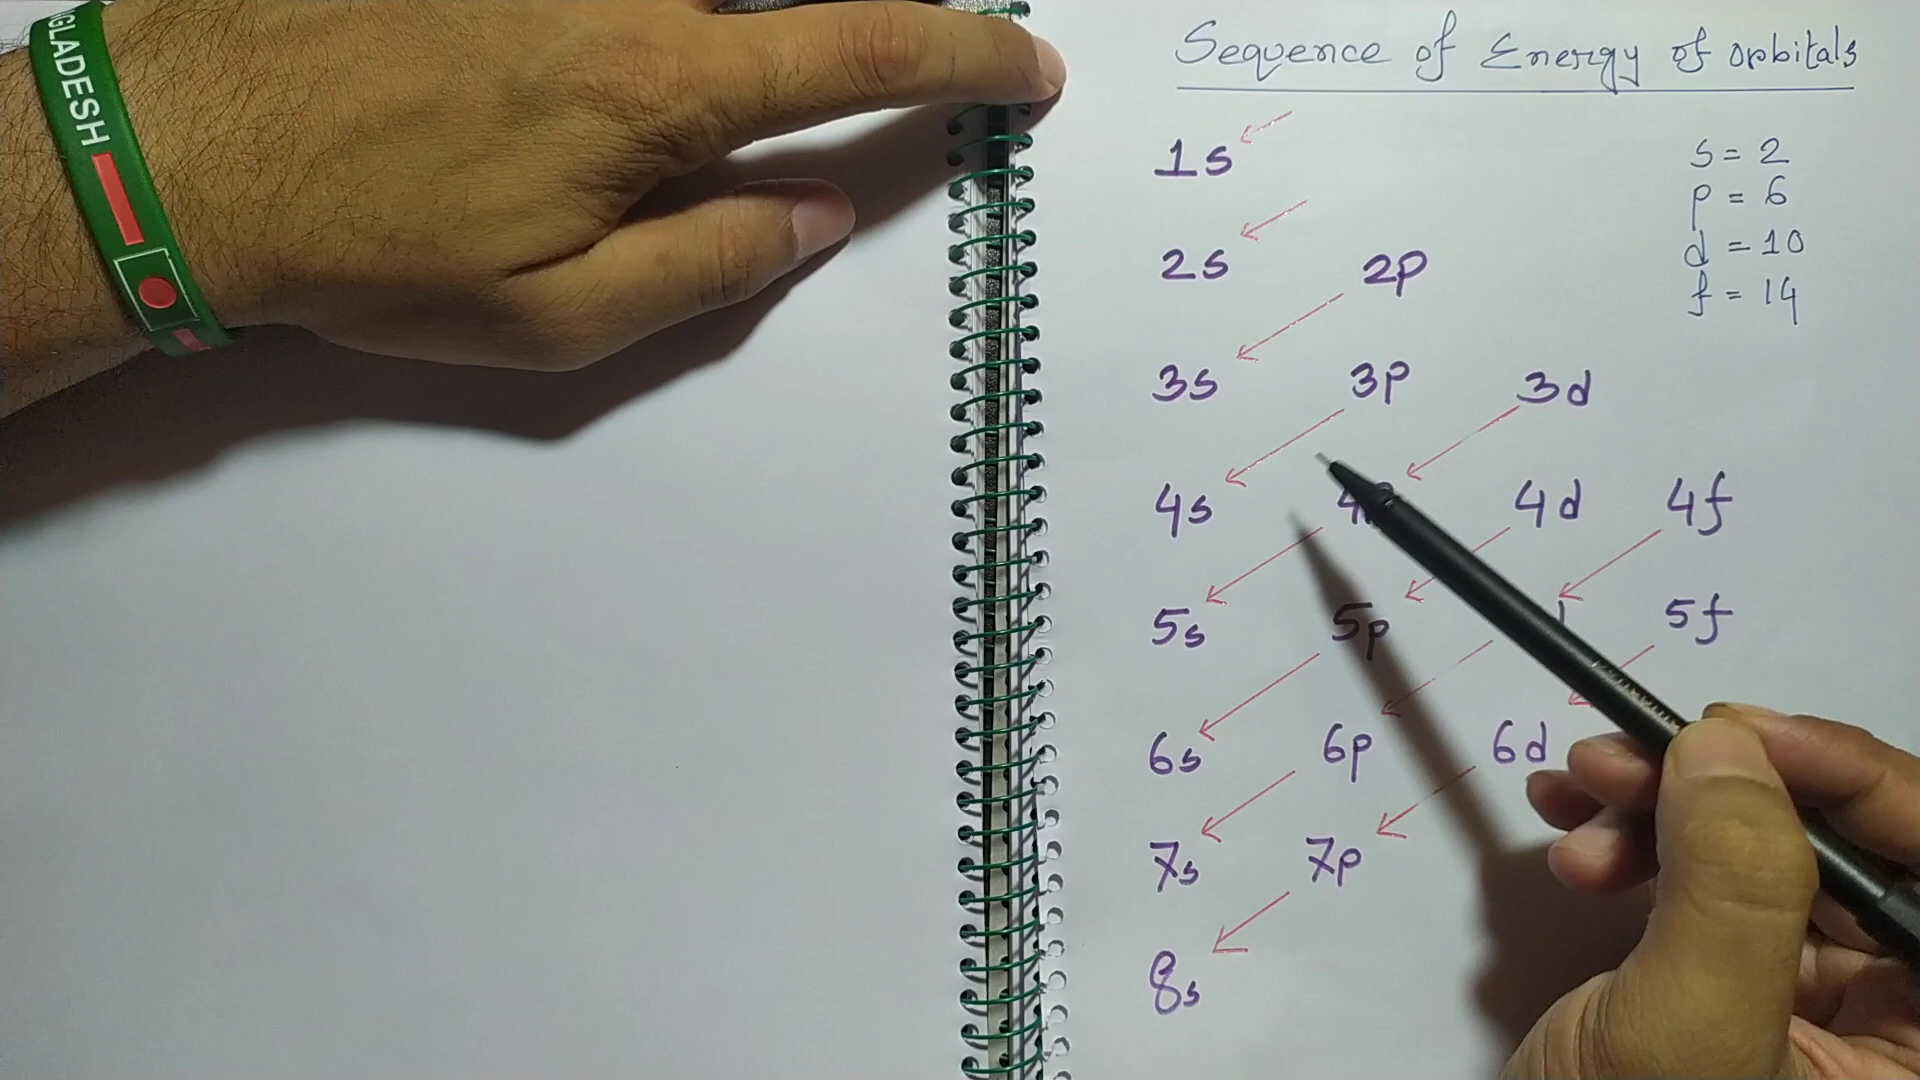 NGLADESH
Sequence of Energy of orbitals
1s
2s 2p
3s 3p 3d
4s 4d 4f
5s 5p 5f
6s 6p 6d
7s 7p
8s
s = 2
p = 6
d = 10
f = 14